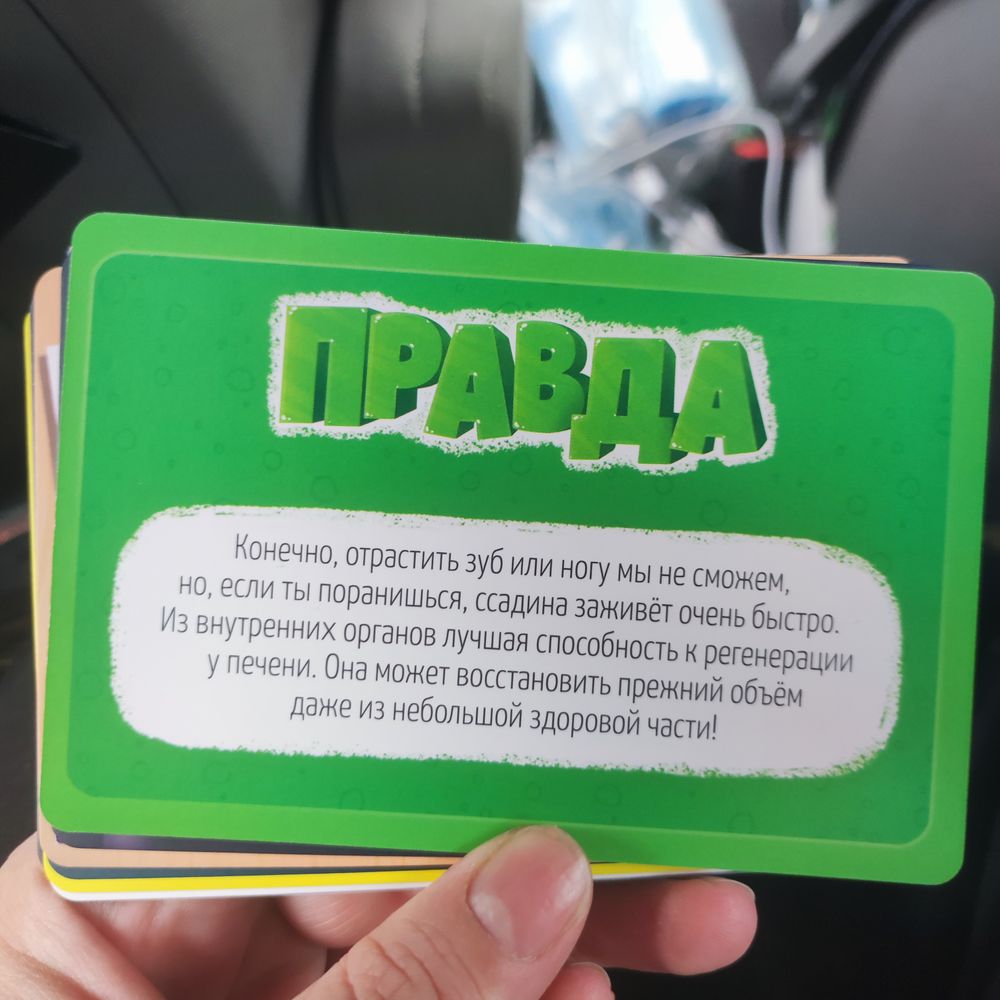 ПРАВДА
Конечно, отрастить зуб или ногу мы не сможем,
но, если ты поранишься, ссадина заживёт очень быстро.
Из внутренних органов лучшая способность к регенерации
у печени. Она может восстановить прежний объём
даже из небольшой здоровой части!